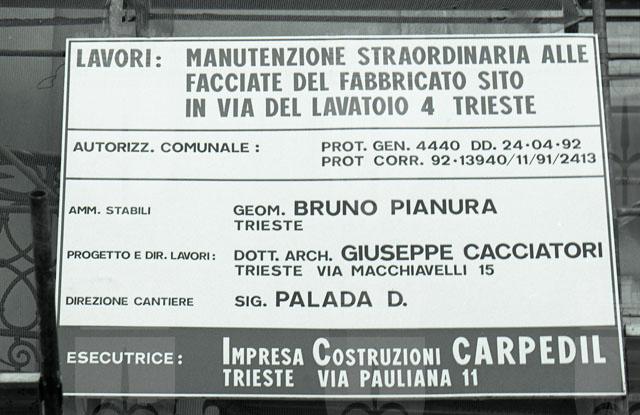 LAVORI: MANUTENZIONE STRAORDINARIA ALLE
FACCIATE DEL FABBRICATO SITO
IN VIA DEL LAVATOIO 4 TRIESTE
AUTORIZZ. COMUNALE : PROT. GEN. 4440 DD. 24·04·92
PROT CORR. 92·13940/11/91/2413
AMM. STABILI GEOM. BRUNO PIANURA
TRIESTE
PROGETTO E DIR. LAVORI: DOTT. ARCH. GIUSEPPE CACCIATORI
TRIESTE VIA MACCHIAVELLI 15
DIREZIONE CANTIERE SIG. PALADA D.
ESECUTRICE: IMPRESA COSTRUZIONI CARPEDIL
TRIESTE VIA PAULIANA 11